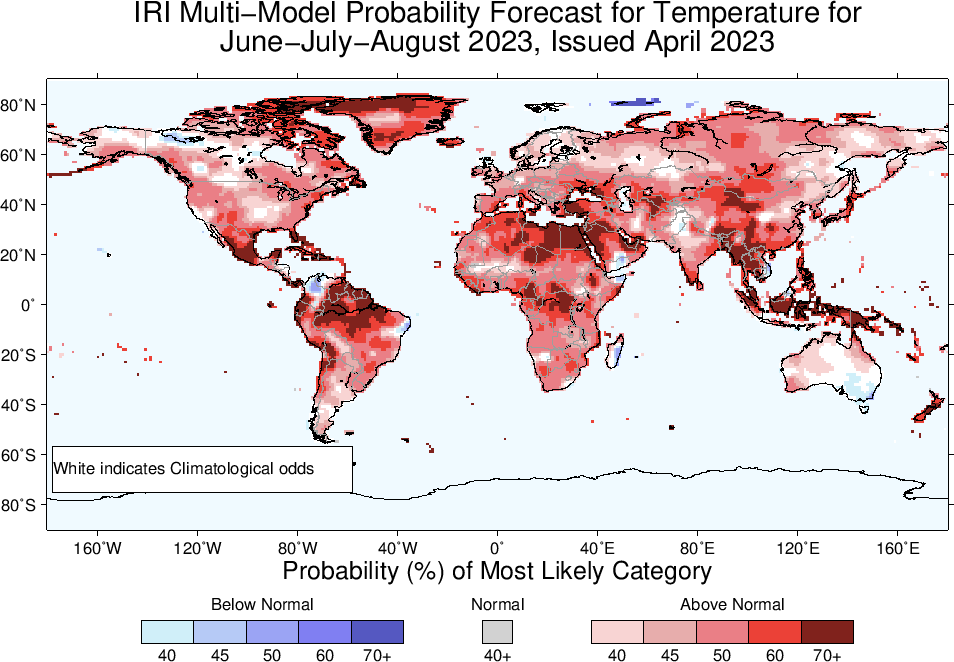 IRI Multi−Model Probability Forecast for Temperature for
June−July−August 2023, Issued April 2023
80˚N
60˚N
40˚N
20˚N
0˚
20˚S
40˚S
60˚S
80˚S
White indicates Climatological odds
160˚W 120˚W 80˚W 40˚W 0˚ 40˚E 80˚E 120˚E 160˚E
Probability (%) of Most Likely Category
Below Normal Normal Above Normal
40 45 50 60 70+ 40+ 40 45 50 60 70+